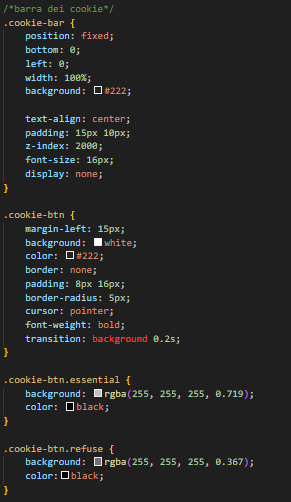 /*barra dei cookie*/
.cookie-bar {
position: fixed;
bottom: 0;
left: 0;
width: 100%;
background: #222;
text-align: center;
padding: 15px 10px;
z-index: 2000;
font-size: 16px;
display: none;
}
.cookie-btn {
margin-left: 15px;
background: white;
color: #222;
border: none;
padding: 8px 16px;
border-radius: 5px;
cursor: pointer;
font-weight: bold;
transition: background 0.2s;
}
.cookie-btn.essential {
background: rgba(255, 255, 255, 0.719);
color: black;
}
.cookie-btn.refuse {
background: rgba(255, 255, 255, 0.367);
color:black;
}